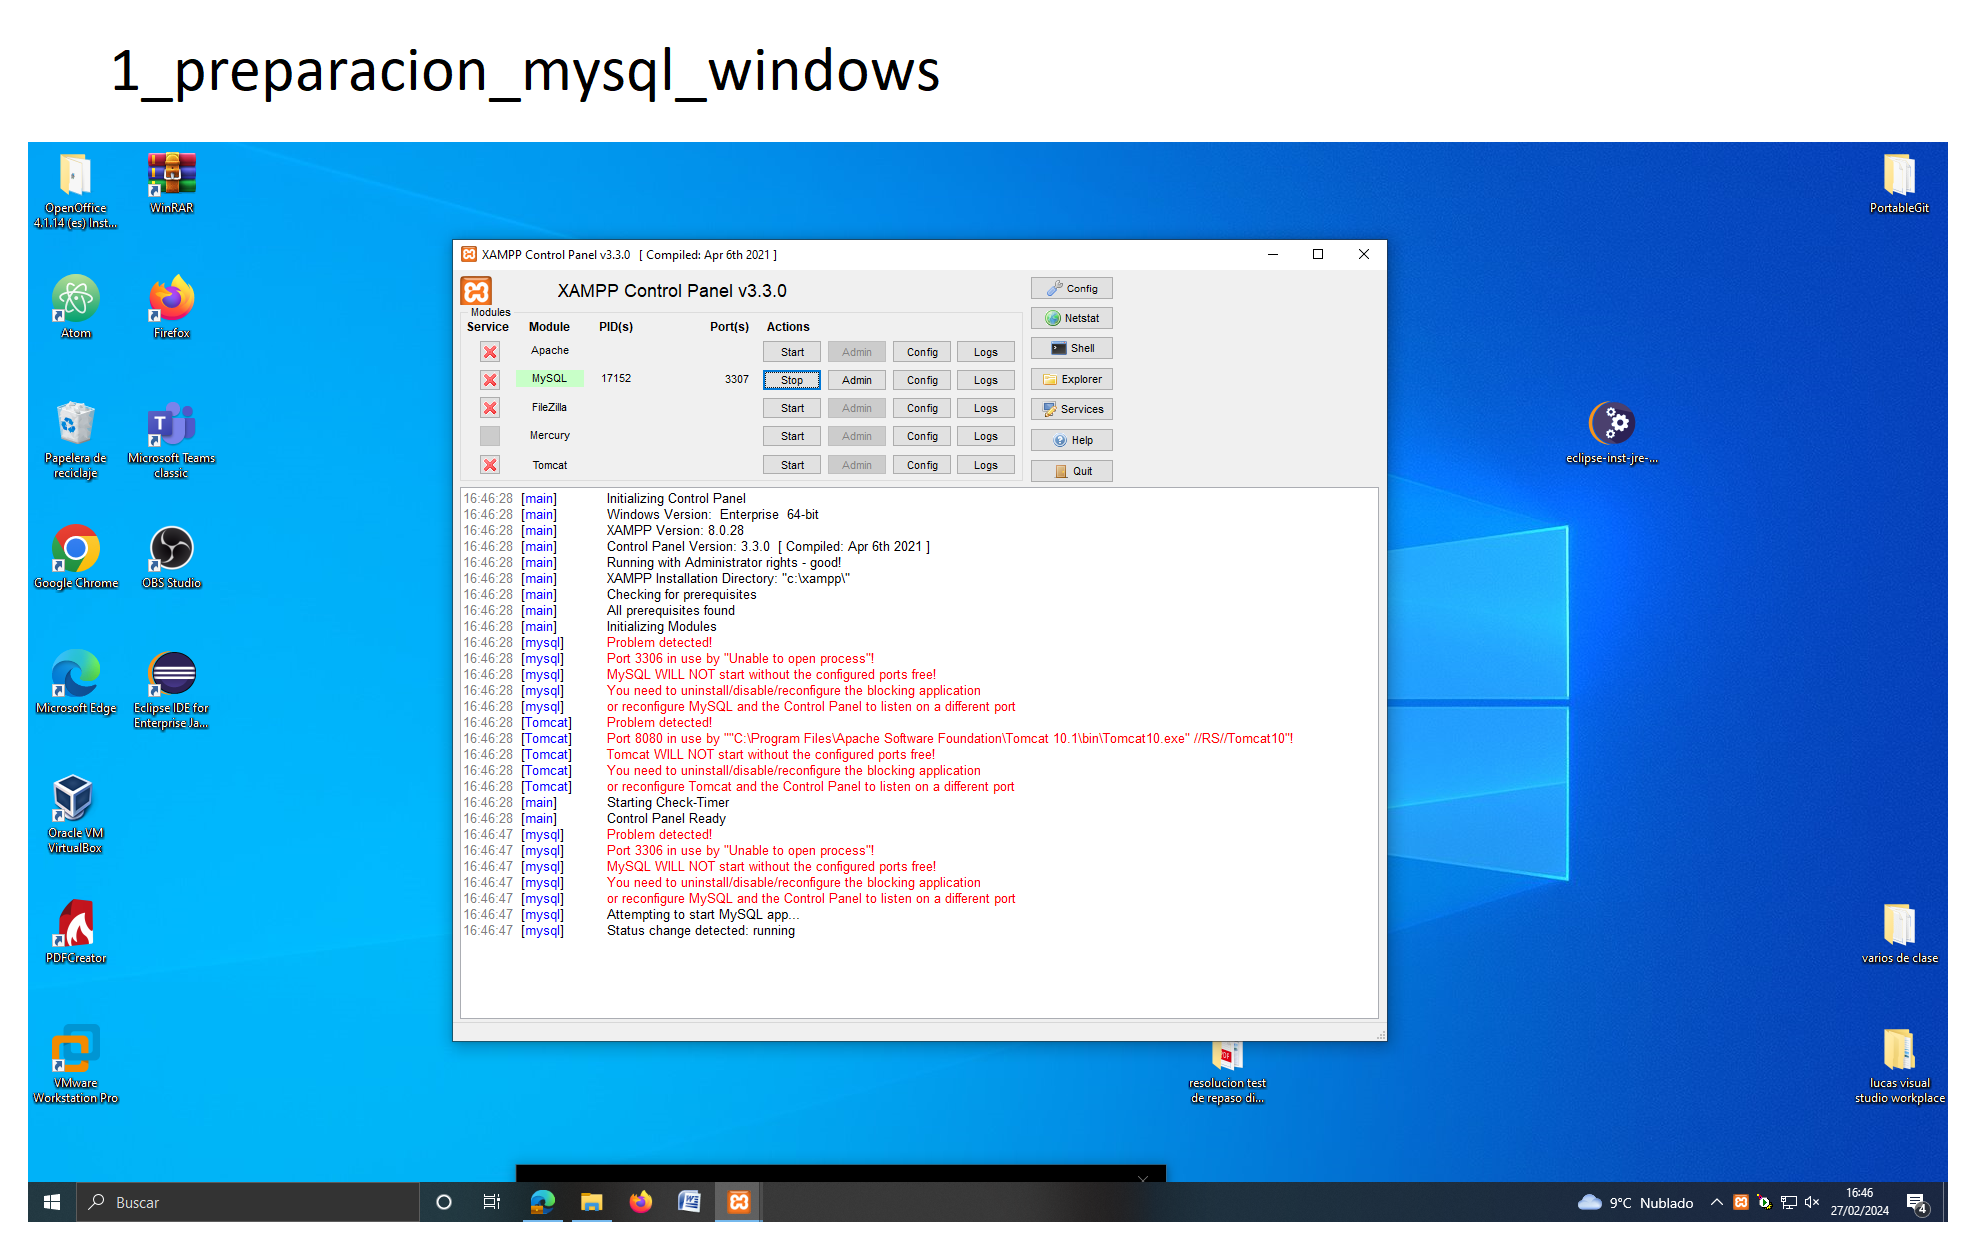 1_preparacion_mysql_windows
OpenOffice
4.1.14 (es) Inst...
WinRAR
PortableGit
Atom
Firefox
Papelera de
reciclaje
Microsoft Teams
classic
eclipse-inst-jre-...
Google Chrome
OBS Studio
Microsoft Edge
Eclipse IDE for
Enterprise Ja...
Oracle VM
VirtualBox
PDFCreator
varios de clase
VMware
Workstation Pro
resolucion test
de repaso di...
lucas visual
studio workplace
XAMPP Control Panel v3.3.0 [ Compiled: Apr 6th 2021 ]
XAMPP Control Panel v3.3.0
Config
Modules
Service Module PID(s) Port(s) Actions
Netstat
Apache Start Admin Config Logs
Shell
MySQL 17152 3307 Stop Admin Config Logs
Explorer
FileZilla Start Admin Config Logs
Services
Mercury Start Admin Config Logs
Help
Tomcat Start Admin Config Logs
Quit
16:46:28 [main] Initializing Control Panel
16:46:28 [main] Windows Version: Enterprise 64-bit
16:46:28 [main] XAMPP Version: 8.0.28
16:46:28 [main] Control Panel Version: 3.3.0 [ Compiled: Apr 6th 2021 ]
16:46:28 [main] Running with Administrator rights - good!
16:46:28 [main] XAMPP Installation Directory: "c:\xampp\"
16:46:28 [main] Checking for prerequisites
16:46:28 [main] All prerequisites found
16:46:28 [main] Initializing Modules
16:46:28 [mysql] Problem detected!
16:46:28 [mysql] Port 3306 in use by "Unable to open process"!
16:46:28 [mysql] MySQL WILL NOT start without the configured ports free!
16:46:28 [mysql] You need to uninstall/disable/reconfigure the blocking application
16:46:28 [mysql] or reconfigure MySQL and the Control Panel to listen on a different port
16:46:28 [Tomcat] Problem detected!
16:46:28 [Tomcat] Port 8080 in use by ""C:\Program Files\Apache Software Foundation\Tomcat 10.1\bin\Tomcat10.exe" //RS//Tomcat10"!
16:46:28 [Tomcat] Tomcat WILL NOT start without the configured ports free!
16:46:28 [Tomcat] You need to uninstall/disable/reconfigure the blocking application
16:46:28 [Tomcat] or reconfigure Tomcat and the Control Panel to listen on a different port
16:46:28 [main] Starting Check-Timer
16:46:28 [main] Control Panel Ready
16:46:47 [mysql] Problem detected!
16:46:47 [mysql] Port 3306 in use by "Unable to open process"!
16:46:47 [mysql] MySQL WILL NOT start without the configured ports free!
16:46:47 [mysql] You need to uninstall/disable/reconfigure the blocking application
16:46:47 [mysql] or reconfigure MySQL and the Control Panel to listen on a different port
16:46:47 [mysql] Attempting to start MySQL app...
16:46:47 [mysql] Status change detected: running
Buscar
9°C Nublado
16:46
27/02/2024
4